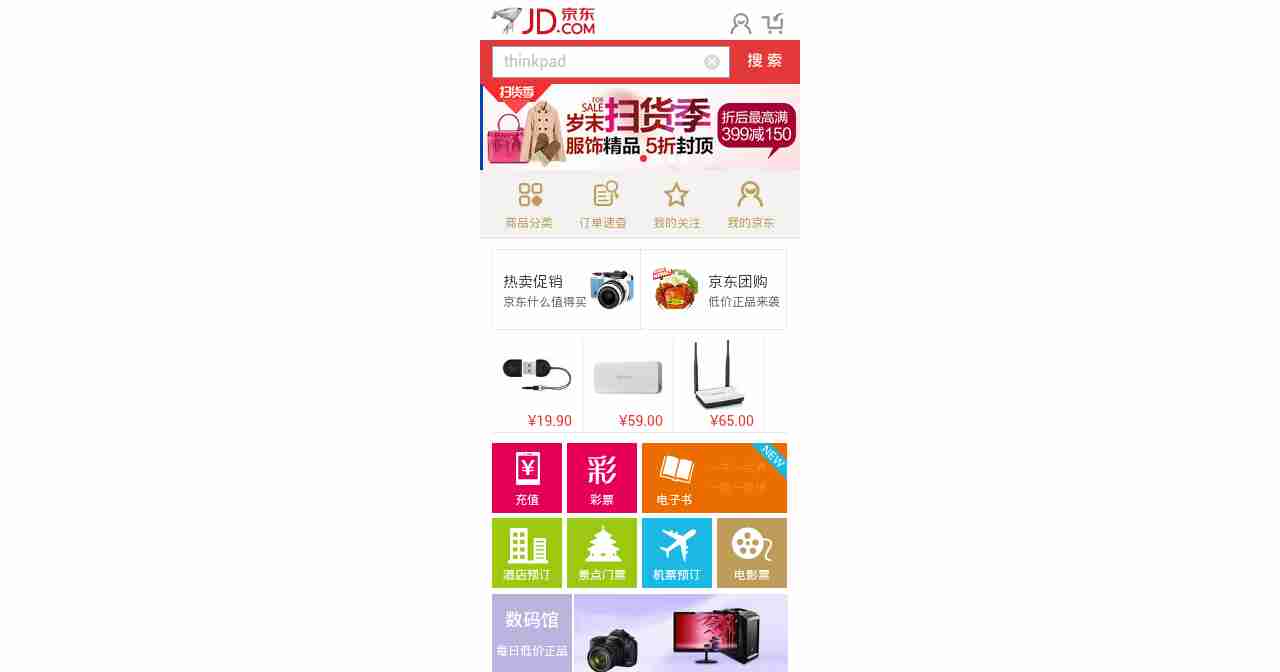 JD 京东
.COM
thinkpad
搜 索
扫货季
FOR
SALE
岁末扫货季
服饰精品 5折封顶
折后最高满
399减150
商品分类
订单速查
我的关注
我的京东
热卖促销
京东什么值得买
京东团购
低价正品来袭
¥19.90
¥59.00
¥65.00
¥
充值
彩
彩票
电子书
NEW
酒店预订
景点门票
机票预订
电影票
数码馆
每日低价正品